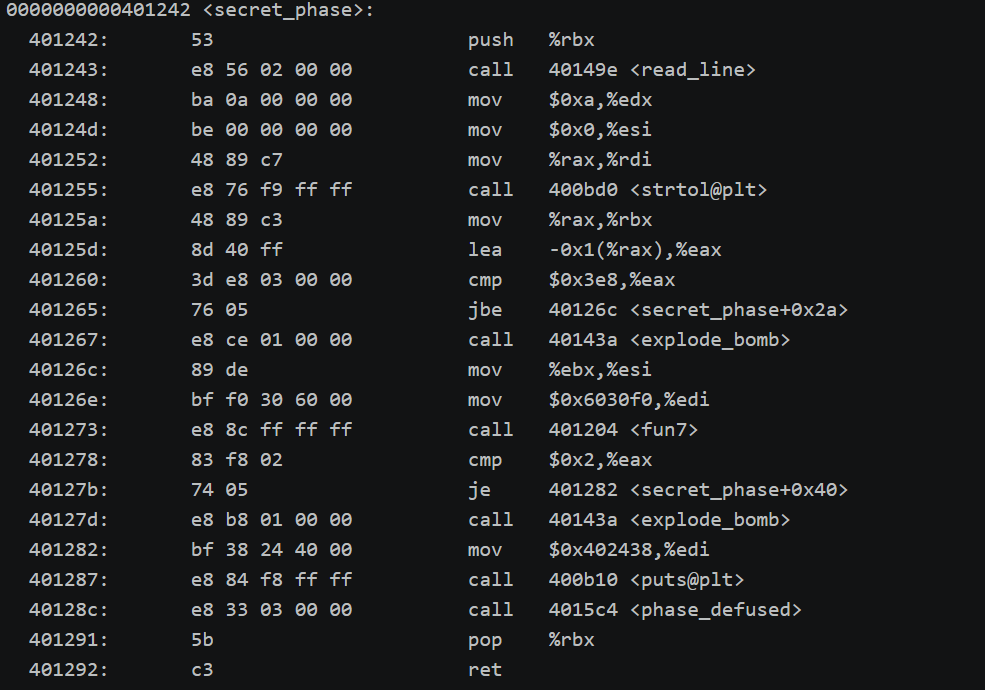 0000000000401242 <secret_phase>:
401242: 53 push %rbx
401243: e8 56 02 00 00 call 40149e <read_line>
401248: ba 0a 00 00 00 mov $0xa,%edx
40124d: be 00 00 00 00 mov $0x0,%esi
401252: 48 89 c7 mov %rax,%rdi
401255: e8 76 f9 ff ff call 400bd0 <strtol@plt>
40125a: 48 89 c3 mov %rax,%rbx
40125d: 8d 40 ff lea -0x1(%rax),%eax
401260: 3d e8 03 00 00 cmp $0x3e8,%eax
401265: 76 05 jbe 40126c <secret_phase+0x2a>
401267: e8 ce 01 00 00 call 40143a <explode_bomb>
40126c: 89 de mov %ebx,%esi
40126e: bf f0 30 60 00 mov $0x6030f0,%edi
401273: e8 8c ff ff ff call 401204 <fun7>
401278: 83 f8 02 cmp $0x2,%eax
40127b: 74 05 je 401282 <secret_phase+0x40>
40127d: e8 b8 01 00 00 call 40143a <explode_bomb>
401282: bf 38 24 40 00 mov $0x402438,%edi
401287: e8 84 f8 ff ff call 400b10 <puts@plt>
40128c: e8 33 03 00 00 call 4015c4 <phase_defused>
401291: 5b pop %rbx
401292: c3 ret